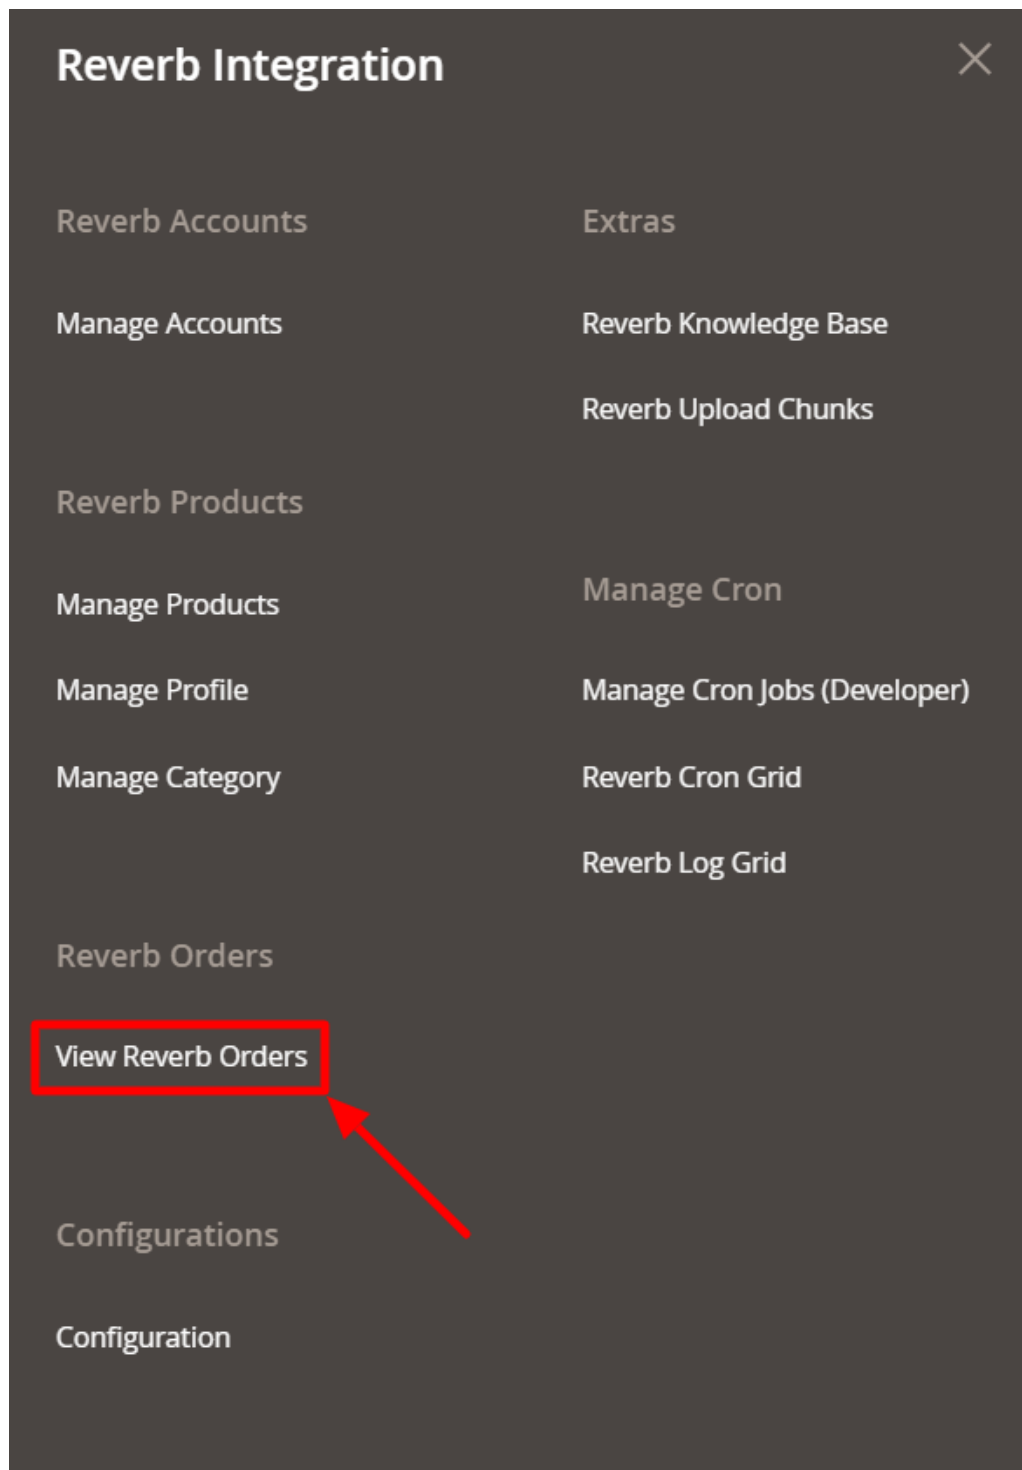 Reverb Integration
Reverb Accounts
Manage Accounts
Reverb Products
Manage Products
Manage Profile
Manage Category
Reverb Orders
View Reverb Orders
Configurations
Configuration
Extras
Reverb Knowledge Base
Reverb Upload Chunks
Manage Cron
Manage Cron Jobs (Developer)
Reverb Cron Grid
Reverb Log Grid